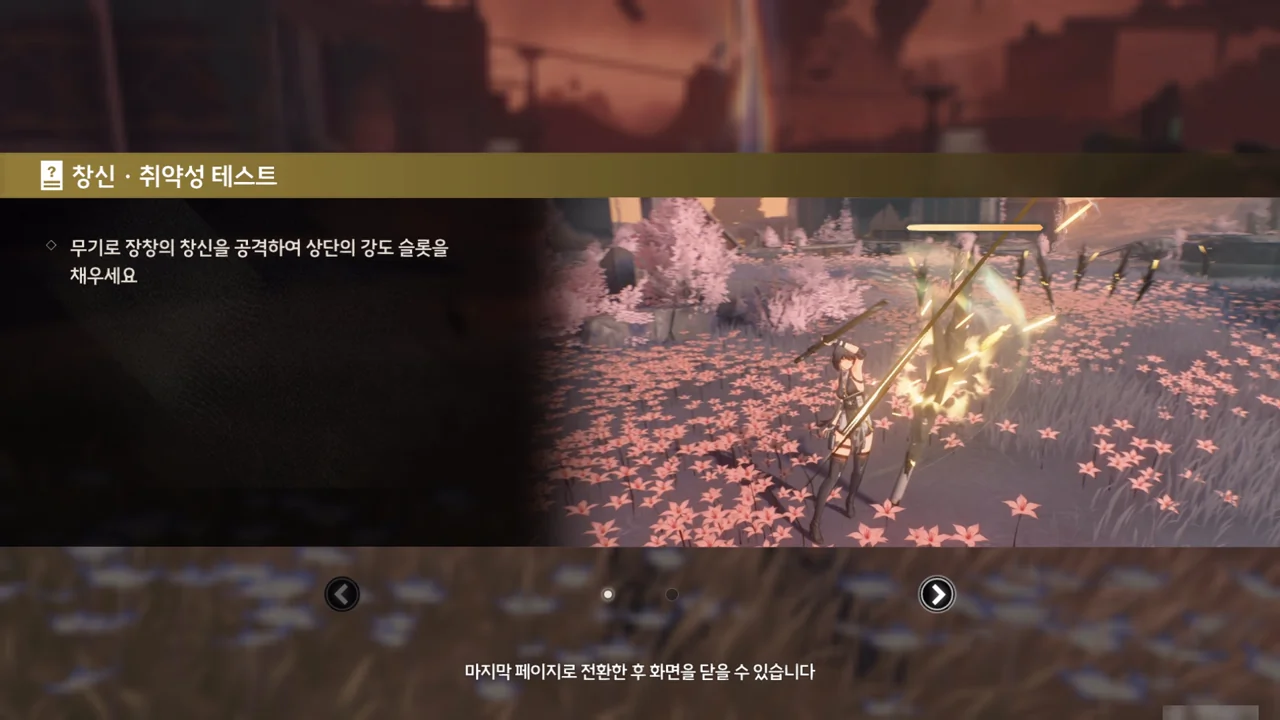 창신 · 취약성 테스트
◇ 무기로 장창의 창신을 공격하여 상단의 강도 슬롯을
채우세요
마지막 페이지로 전환한 후 화면을 닫을 수 있습니다